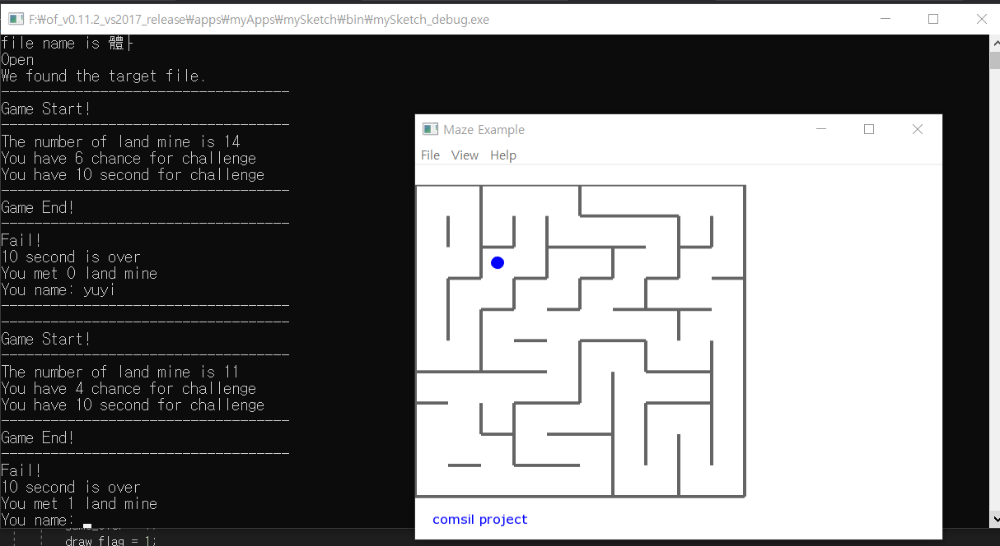 F:₩of_v0.11.2_vs2017_release₩apps₩myApps₩mySketch₩bin₩mySketch_debug.exe
file name is 體
Open
We found the target file.
-----------------------------------
Game Start!
-----------------------------------
The number of land mine is 14
You have 6 chance for challenge
You have 10 second for challenge
-----------------------------------
Game End!
-----------------------------------
Fail!
10 second is over
You met 0 land mine
You name: yuyi
-----------------------------------
-----------------------------------
Game Start!
-----------------------------------
The number of land mine is 11
You have 4 chance for challenge
You have 10 second for challenge
-----------------------------------
Game End!
-----------------------------------
Fail!
10 second is over
You met 1 land mine
You name:
draw_flag = 1;
Maze Example
File View Help
comsil project